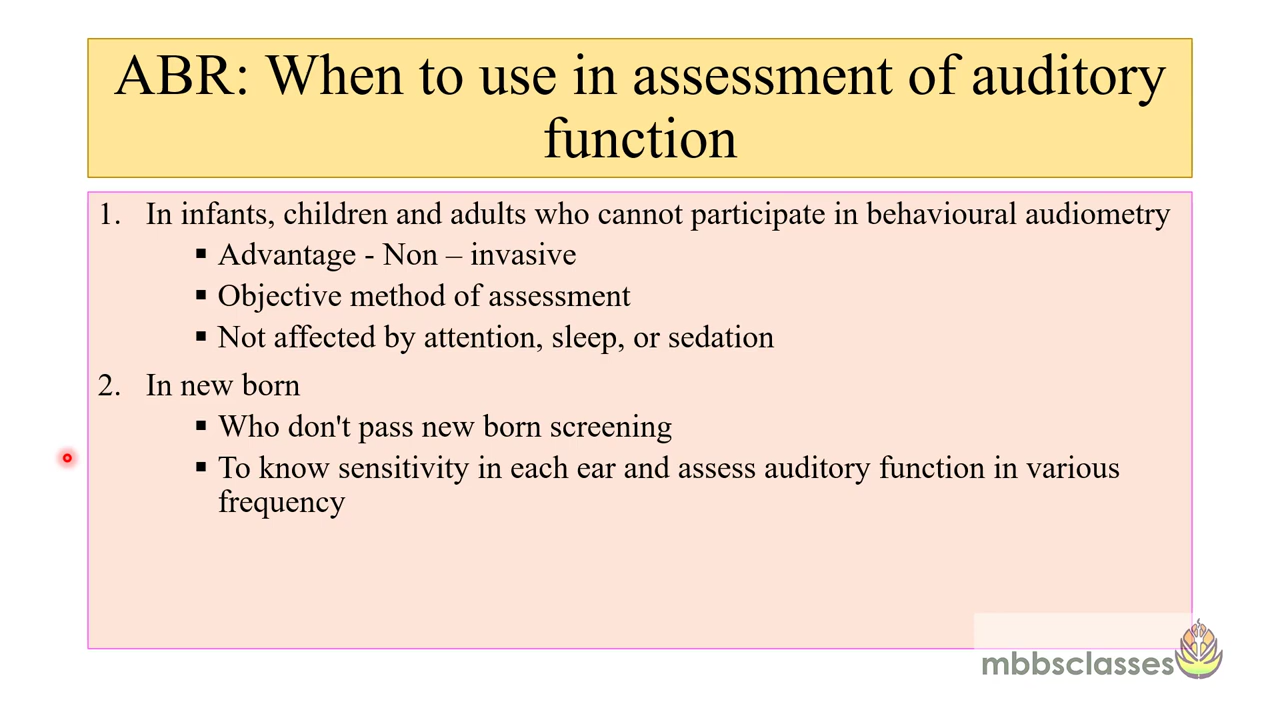 ABR: When to use in assessment of auditory
function
1. In infants, children and adults who cannot participate in behavioural audiometry
▪ Advantage - Non – invasive
▪ Objective method of assessment
▪ Not affected by attention, sleep, or sedation
2. In new born
▪ Who don't pass new born screening
▪ To know sensitivity in each ear and assess auditory function in various
frequency
mbbsclasses